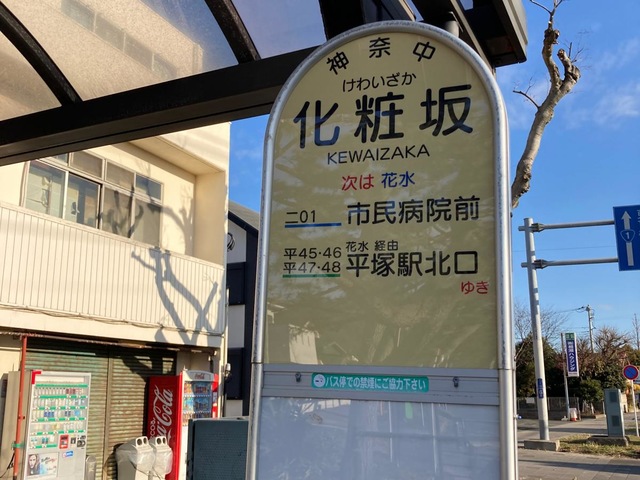 神奈中
けわいざか
化粧坂
KEWAIZAKA
次は 花水
二01 市民病院前
平45・46 花水 経由
平47・48 平塚駅北口
ゆき
バス停での禁煙にご協力下さい
Coca-Cola
1